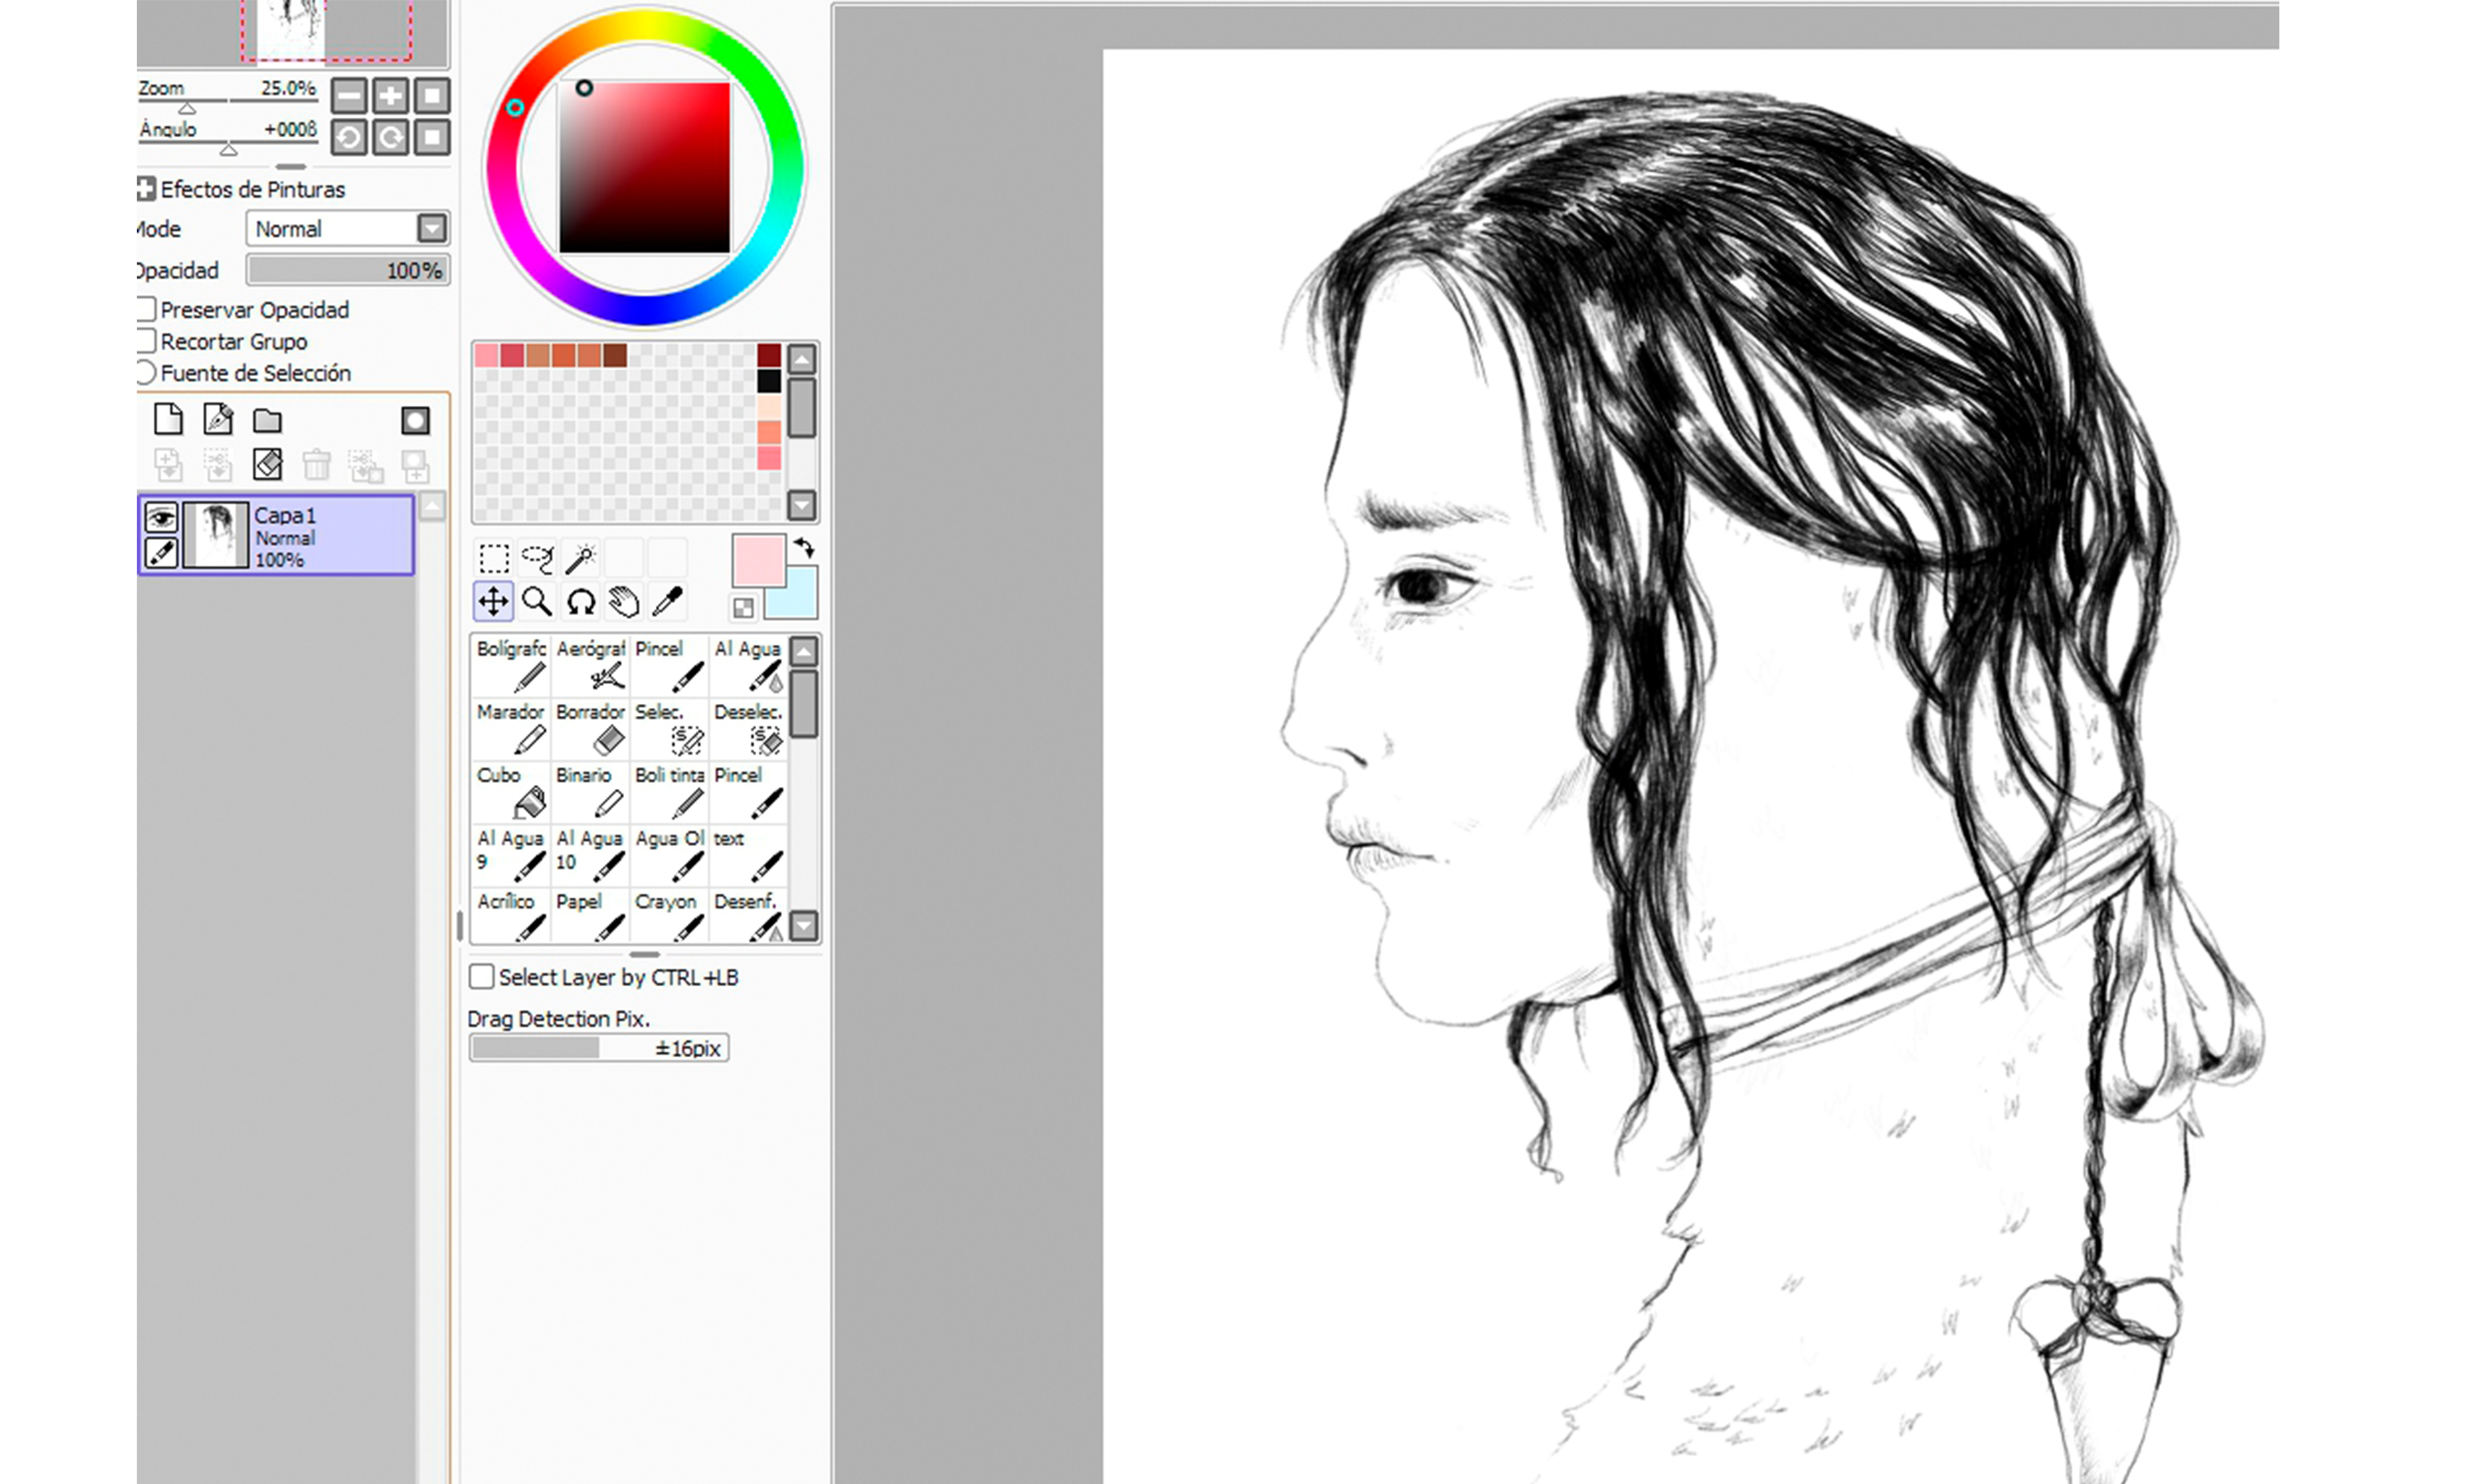 Zoom 25.0%
Ángulo +000ß
Efectos de Pinturas
Mode Normal
Opacidad 100%
Preservar Opacidad
Recortar Grupo
Fuente de Selección
Capa1
Normal
100%
Bolígrafc Aerógraf Pincel Al Agua
Marador Borrador Selec. Deselec.
Cubo Binario Boli tinta Pincel
Al Agua Al Agua Agua Ol text
9 10
Acrílico Papel Crayon Desenf.
Select Layer by CTRL+LB
Drag Detection Pix.
±16pix